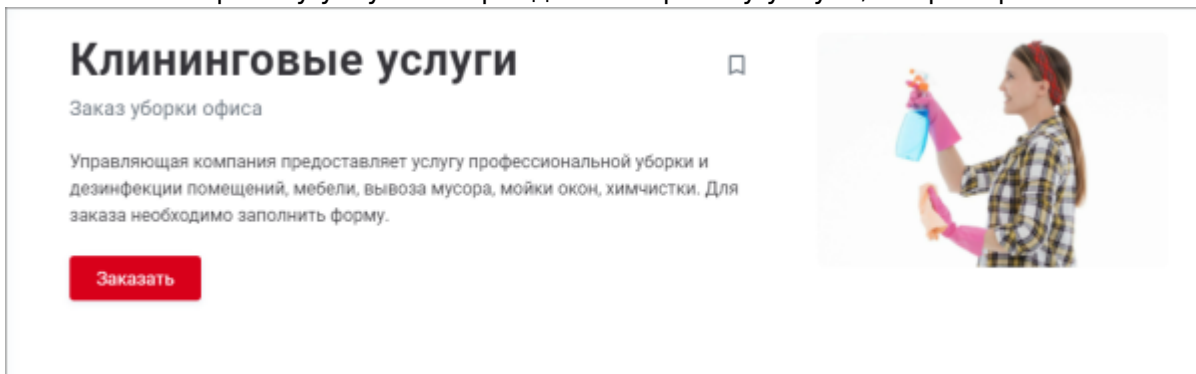 Клининговые услуги
Заказ уборки офиса
Управляющая компания предоставляет услугу профессиональной уборки и
дезинфекции помещений, мебели, вывоза мусора, мойки окон, химчистки. Для
заказа необходимо заполнить форму.
Заказать